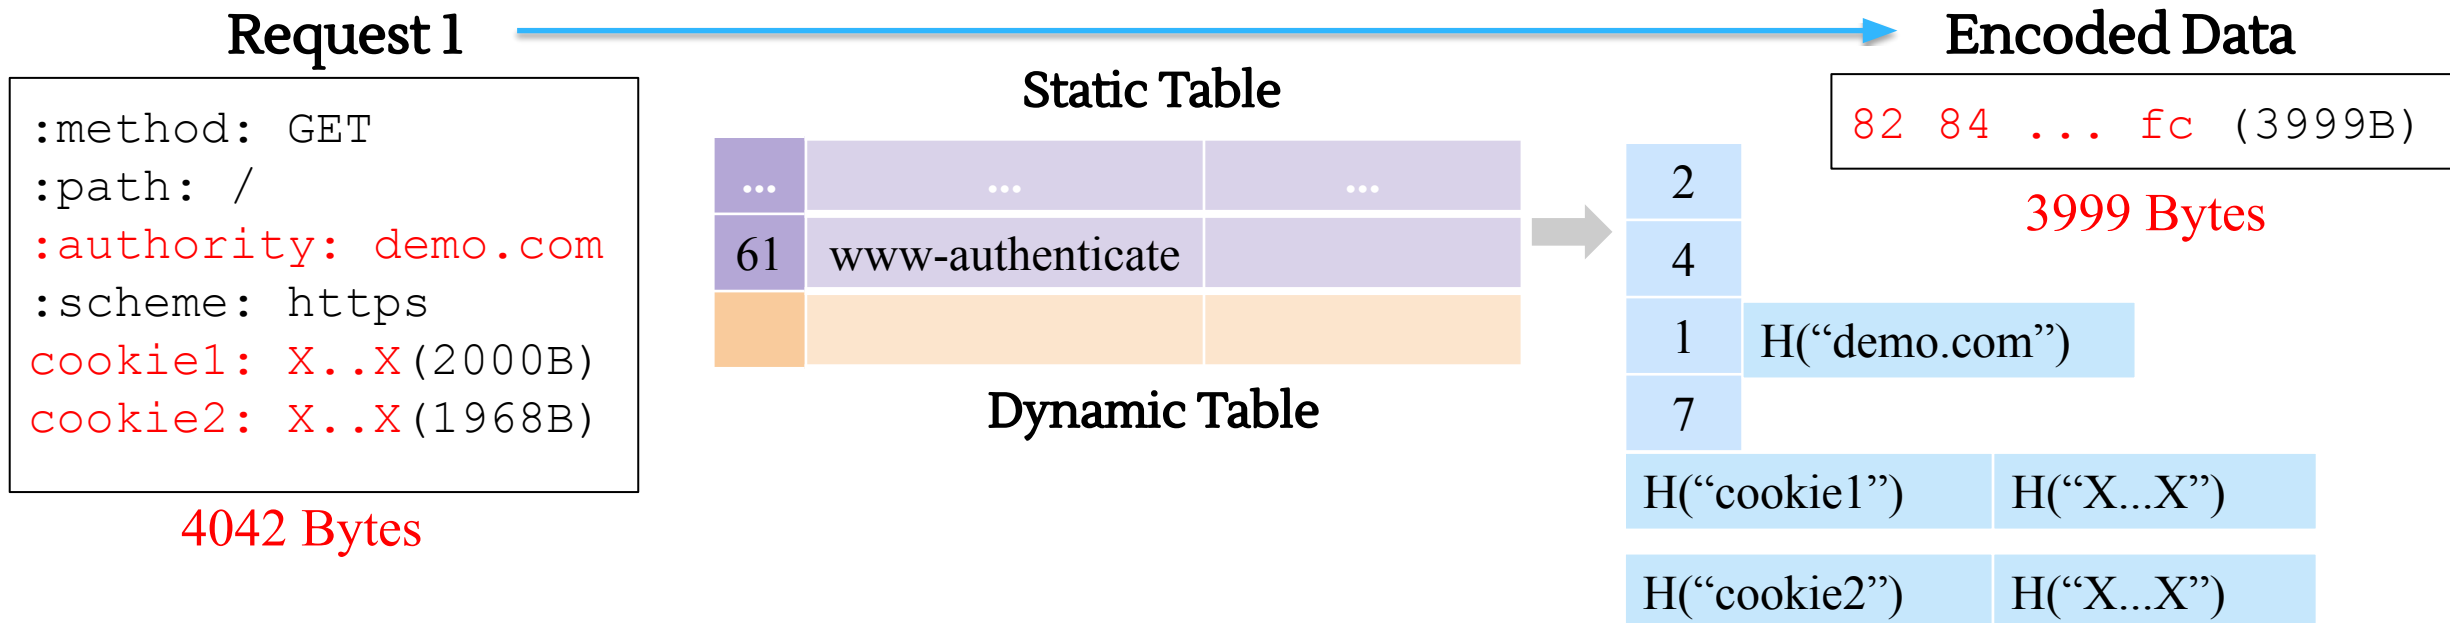 Request 1
Encoded Data
:method: GET
:path: /
:authority: demo.com
:scheme: https
cookie1: X..X(2000B)
cookie2: X..X(1968B)
4042 Bytes
Static Table
... ... ...
61 www-authenticate
Dynamic Table
2
4
1 H(“demo.com”)
7
H(“cookie1”) H(“X...X”)
H(“cookie2”) H(“X...X”)
82 84 ... fc (3999B)
3999 Bytes